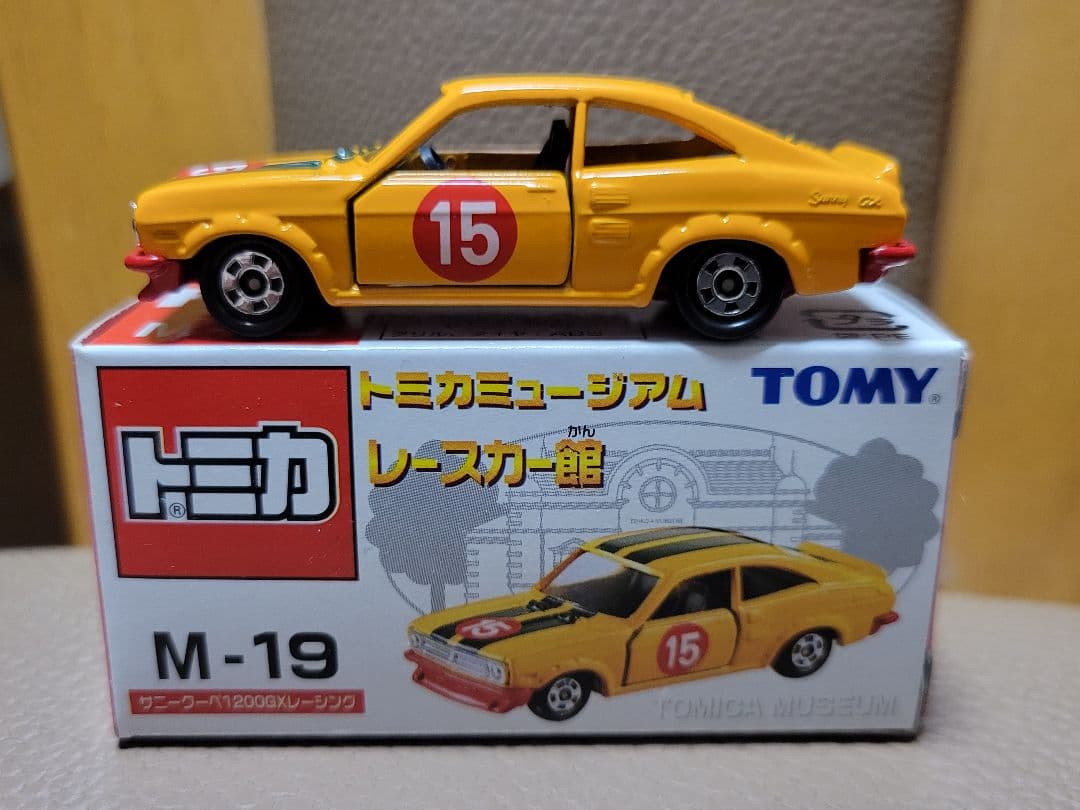 15
Sunny GX
トミカミュージアム
TOMY®
トミカ®
かん
レースカー館
15
15
M-19
サニークーペ1200GXレーシング
TOMICA MUSEUM